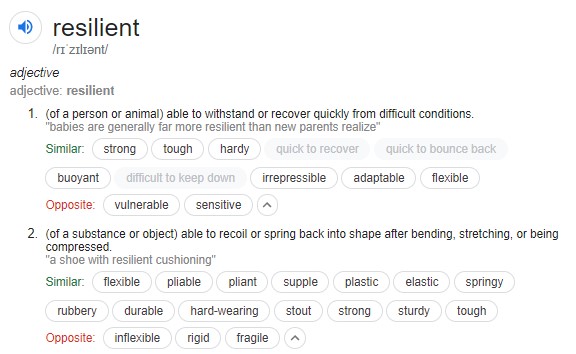 resilient
/rɪˈzɪlɪənt/
adjective
adjective: resilient
1. (of a person or animal) able to withstand or recover quickly from difficult conditions.
"babies are generally far more resilient than new parents realize"
Similar: strong tough hardy quick to recover quick to bounce back
buoyant difficult to keep down irrepressible adaptable flexible
Opposite: vulnerable sensitive
2. (of a substance or object) able to recoil or spring back into shape after bending, stretching, or being
compressed.
"a shoe with resilient cushioning"
Similar: flexible pliable pliant supple plastic elastic springy
rubbery durable hard-wearing stout strong sturdy tough
Opposite: inflexible rigid fragile